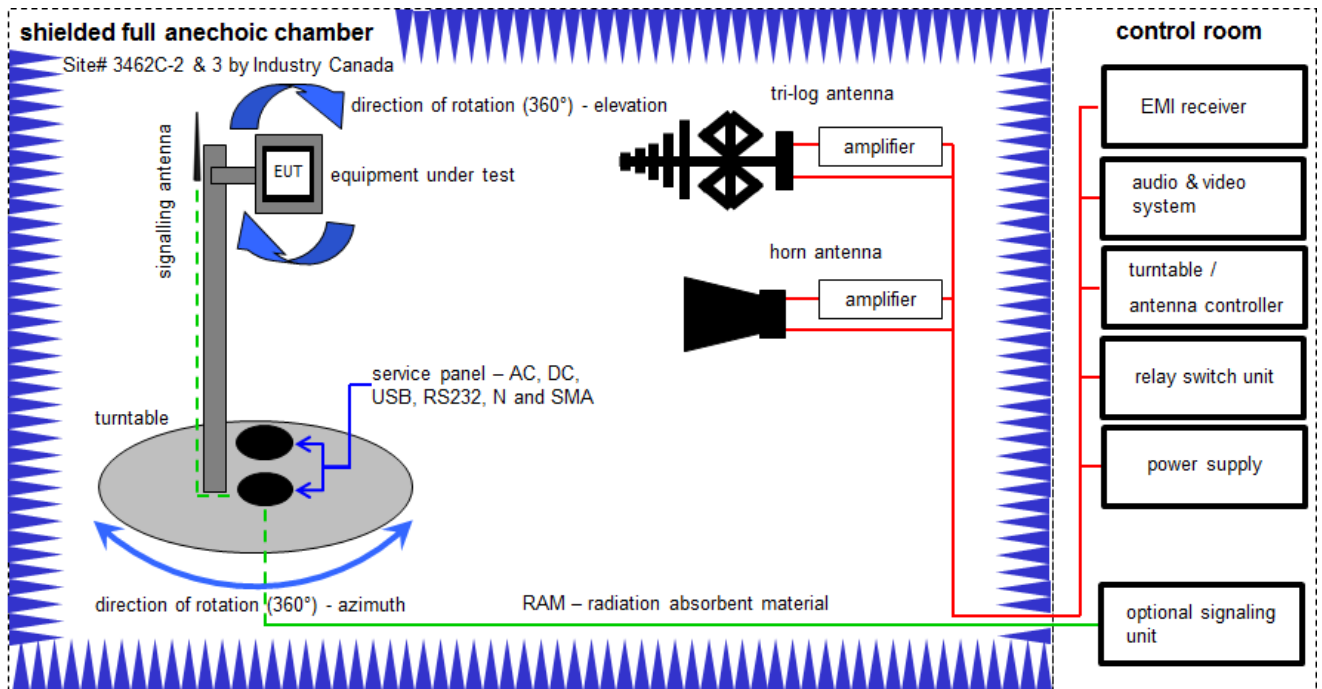 shielded full anechoic chamber
Site# 3462C-2 & 3 by Industry Canada
direction of rotation (360°) - elevation
signalling antenna
EUT
equipment under test
tri-log antenna
amplifier
horn antenna
amplifier
service panel – AC, DC,
USB, RS232, N and SMA
turntable
direction of rotation (360°) - azimuth
RAM – radiation absorbent material
control room
EMI receiver
audio & video
system
turntable /
antenna controller
relay switch unit
power supply
optional signaling
unit